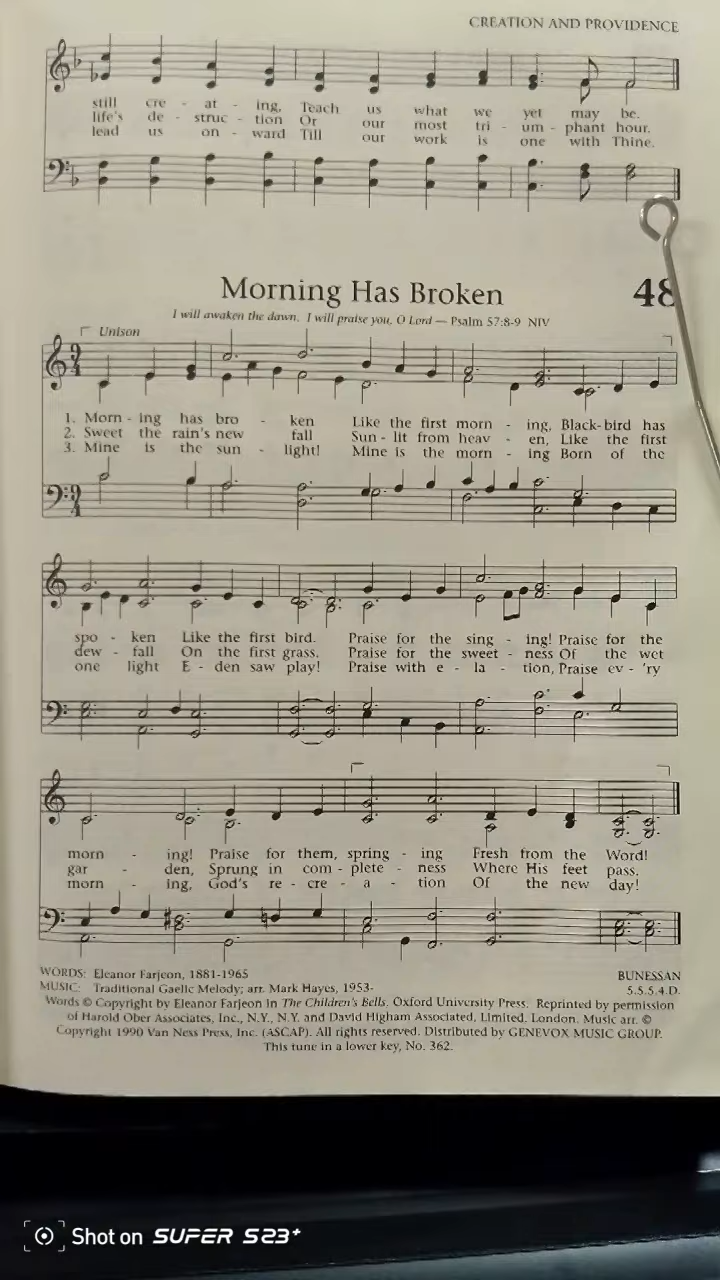 CREATION AND PROVIDENCE
still cre - at - ing, Teach us what we yet may be.
life's de - struc - tion Or our most tri - um - phant hour.
lead us on - ward Till our work is one with Thine.
Morning Has Broken 48
I will awaken the dawn. I will praise you, O Lord — Psalm 57:8-9 NIV
Unison
1. Morn - ing has bro - ken Like the first morn - ing, Black-bird has
2. Sweet the rain's new fall Sun - lit from heav - en, Like the first
3. Mine is the sun - light! Mine is the morn - ing Born of the
spo - ken Like the first bird. Praise for the sing - ing! Praise for the
dew - fall On the first grass. Praise for the sweet - ness Of the wet
one light E - den saw play! Praise with e - la - tion, Praise ev - 'ry
morn - ing! Praise for them, spring - ing Fresh from the Word!
gar - den, Sprung in com - plete - ness Where His feet pass.
morn - ing, God's re - cre - a - tion Of the new day!
WORDS: Eleanor Farjeon, 1881-1965 BUNESSAN
MUSIC: Traditional Gaelic Melody; arr. Mark Hayes, 1953- 5.5.5.4.D.
Words © Copyright by Eleanor Farjeon in The Children's Bells, Oxford University Press. Reprinted by permission
of Harold Ober Associates, Inc., N.Y., N.Y. and David Higham Associated, Limited, London. Music arr. ©
Copyright 1990 Van Ness Press, Inc. (ASCAP). All rights reserved. Distributed by GENEVOX MUSIC GROUP.
This tune in a lower key, No. 362.
Shot on SUPER S23+